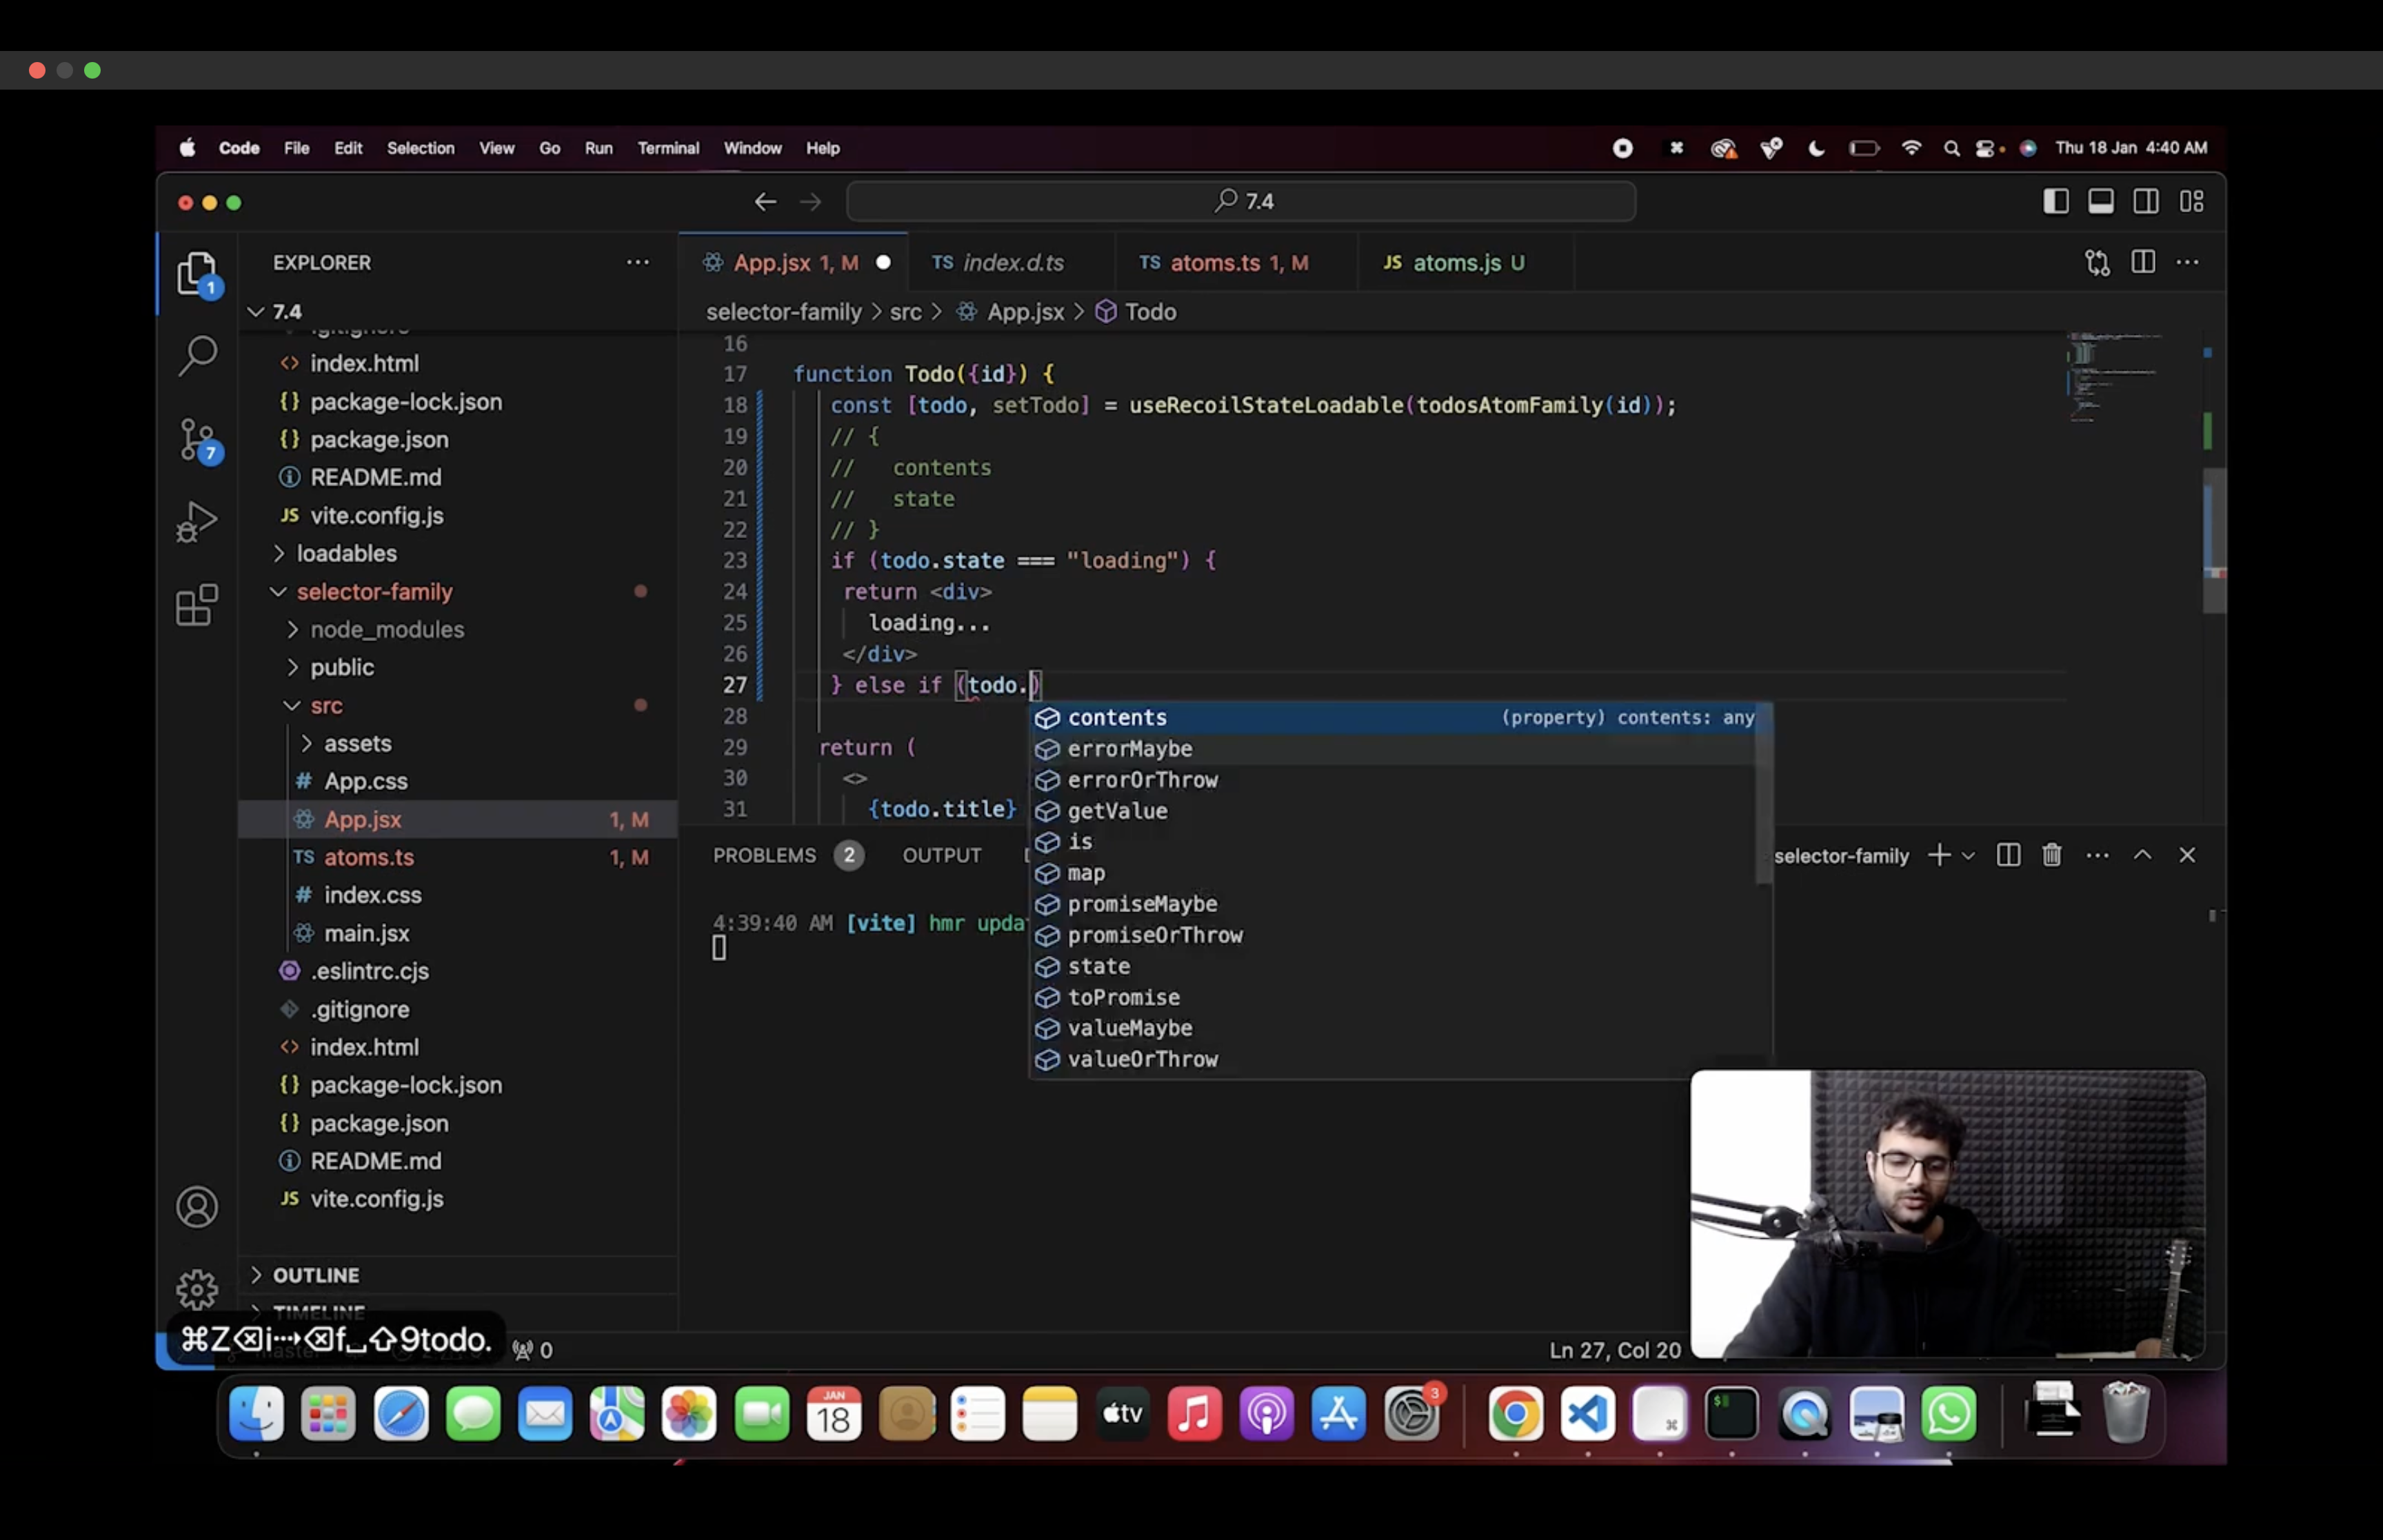 Code File Edit Selection View Go Run Terminal Window Help Thu 18 Jan 4:40 AM
7.4
EXPLORER
App.jsx 1, M
TS index.d.ts
TS atoms.ts 1, M
JS atoms.js U
7.4
selector-family > src > App.jsx > Todo
.gitignore
index.html
{} package-lock.json
{} package.json
README.md
JS vite.config.js
loadables
selector-family
node_modules
public
src
assets
# App.css
App.jsx 1, M
TS atoms.ts 1, M
# index.css
main.jsx
.eslintrc.cjs
.gitignore
index.html
{} package-lock.json
{} package.json
README.md
JS vite.config.js
OUTLINE
TIMELINE
1
7
16
17 function Todo({id}) {
18 const [todo, setTodo] = useRecoilStateLoadable(todosAtomFamily(id));
19 // {
20 //   contents
21 //   state
22 // }
23 if (todo.state === "loading") {
24 return <div>
25 loading...
26 </div>
27 } else if (todo.)
28
29 return (
30 <>
31 {todo.title}
contents (property) contents: any
errorMaybe
errorOrThrow
getValue
is
map
promiseMaybe
promiseOrThrow
state
toPromise
valueMaybe
valueOrThrow
PROBLEMS 2 OUTPUT selector-family
4:39:40 AM [vite] hmr upda
⌘Z⌫i⇢⌫f␣⇧9todo.
0
Ln 27, Col 20
JAN
18
tv
3
$
⌘